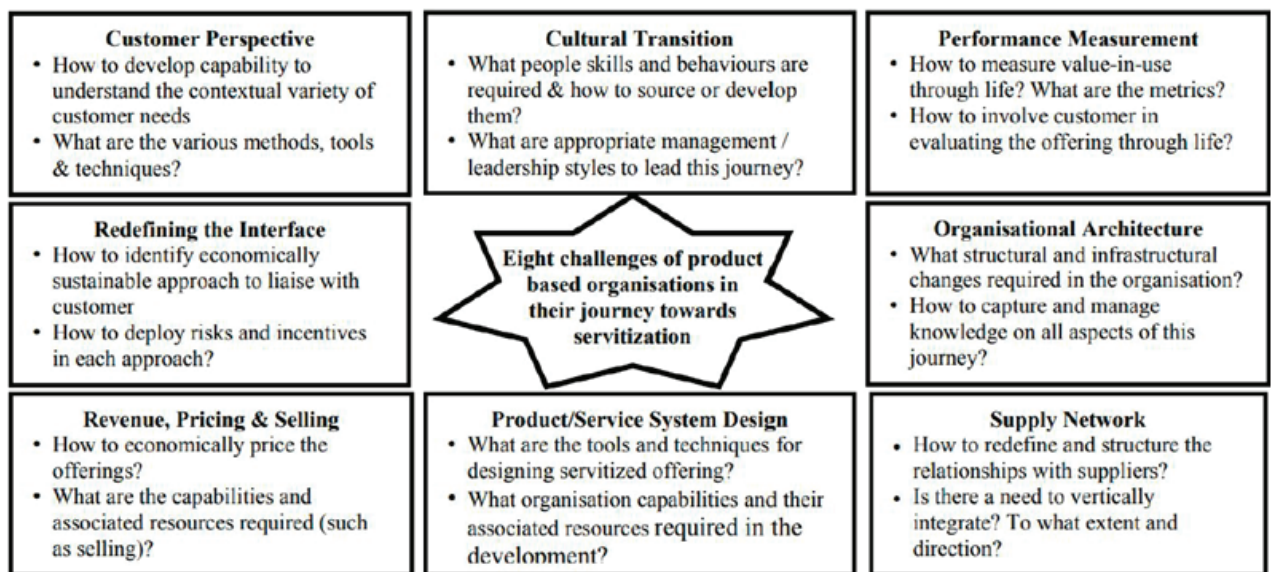 Customer Perspective
• How to develop capability to
understand the contextual variety of
customer needs
• What are the various methods, tools
& techniques?
Cultural Transition
• What people skills and behaviours are
required & how to source or develop
them?
• What are appropriate management /
leadership styles to lead this journey?
Performance Measurement
• How to measure value-in-use
through life? What are the metrics?
• How to involve customer in
evaluating the offering through life?
Redefining the Interface
• How to identify economically
sustainable approach to liaise with
customer
• How to deploy risks and incentives
in each approach?
Eight challenges of product
based organisations in
their journey towards
servitization
Organisational Architecture
• What structural and infrastructural
changes required in the organisation?
• How to capture and manage
knowledge on all aspects of this
journey?
Revenue, Pricing & Selling
• How to economically price the
offerings?
• What are the capabilities and
associated resources required (such
as selling)?
Product/Service System Design
• What are the tools and techniques for
designing servitized offering?
• What organisation capabilities and their
associated resources required in the
development?
Supply Network
• How to redefine and structure the
relationships with suppliers?
• Is there a need to vertically
integrate? To what extent and
direction?